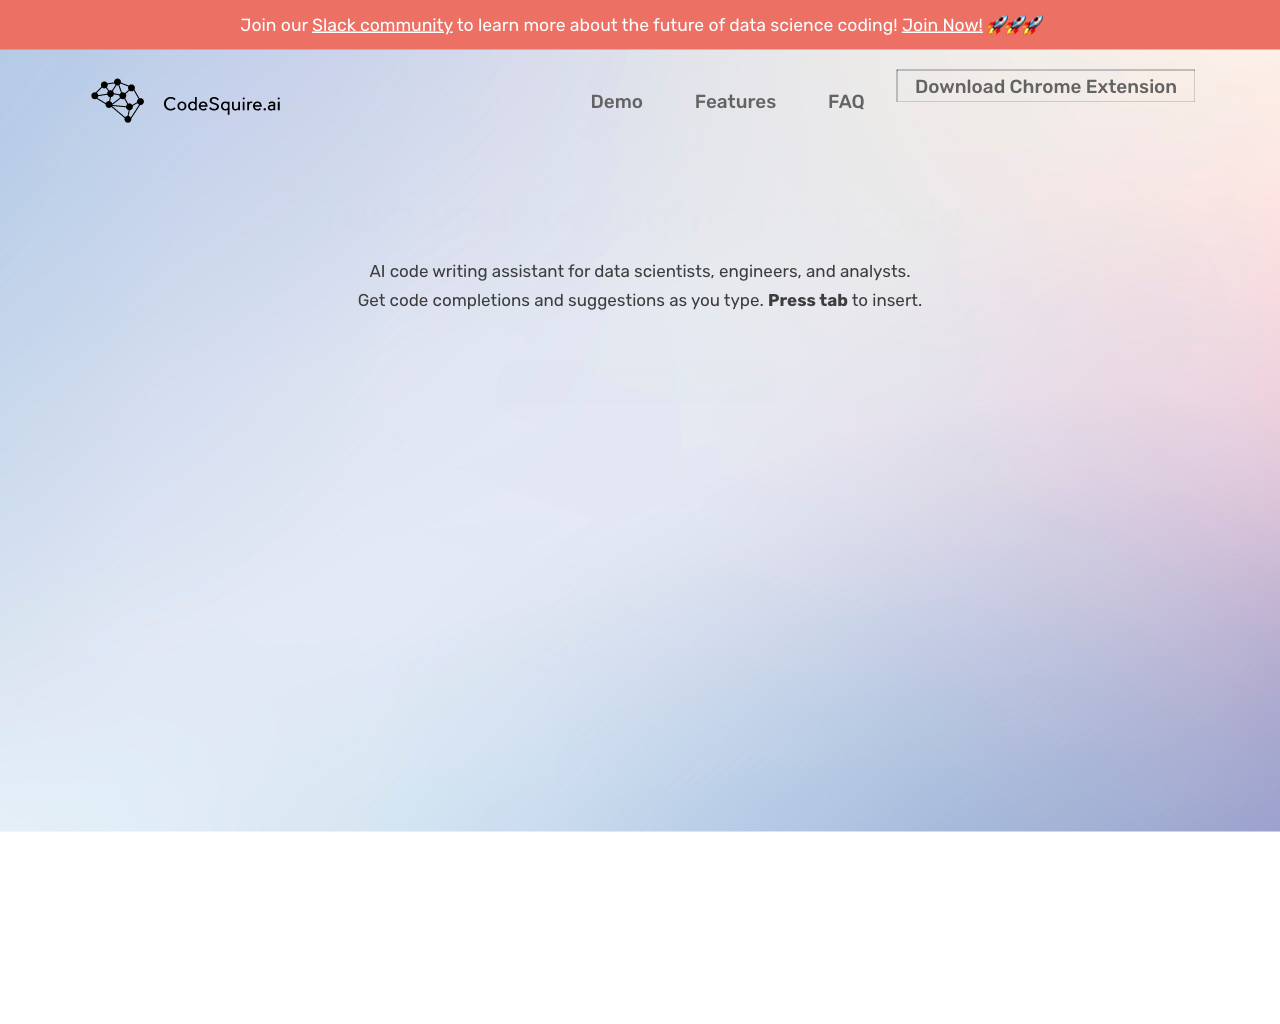 Join our Slack community to learn more about the future of data science coding! Join Now! 🚀🚀🚀
CodeSquire.ai
Demo
Features
FAQ
Download Chrome Extension
AI code writing assistant for data scientists, engineers, and analysts.
Get code completions and suggestions as you type. Press tab to insert.